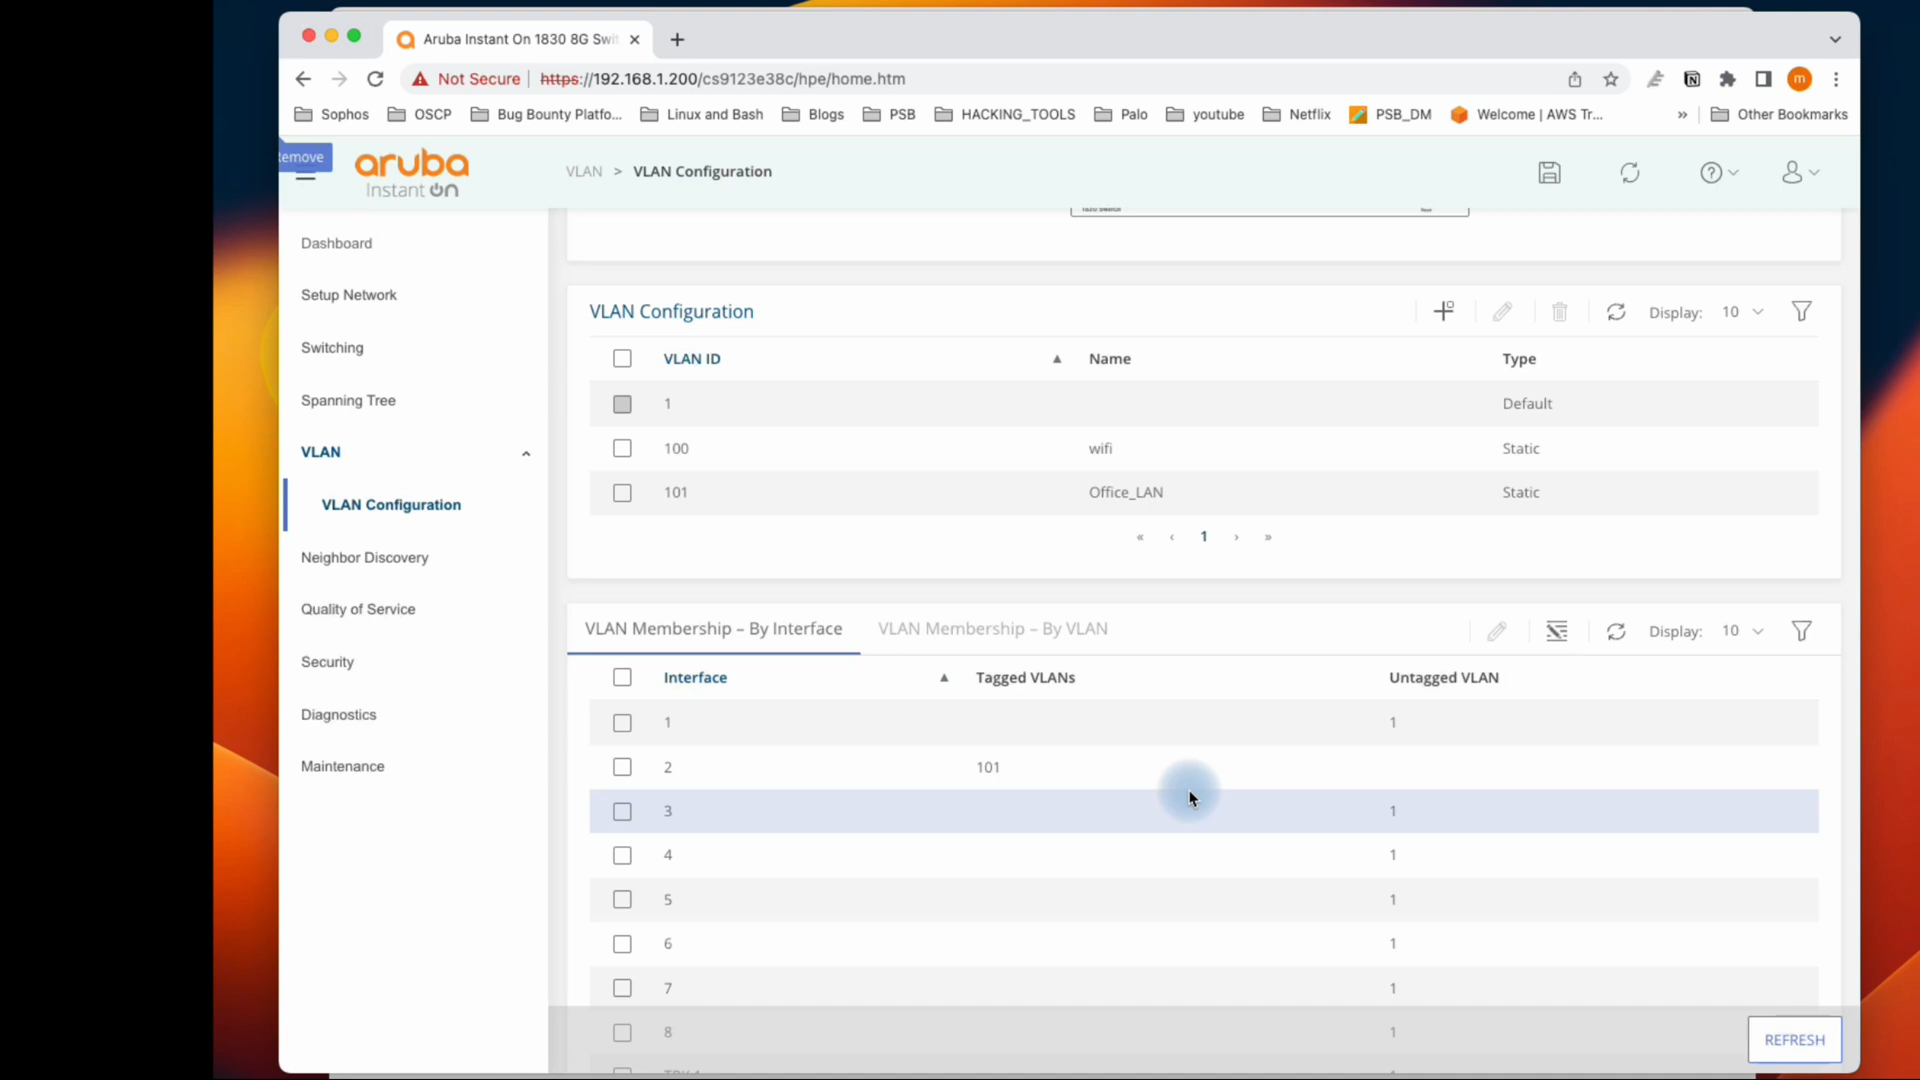 Aruba Instant On 1830 8G Swi
Not Secure https://192.168.1.200/cs9123e38c/hpe/home.htm
m
Sophos OSCP Bug Bounty Platfo... Linux and Bash Blogs PSB HACKING_TOOLS Palo youtube Netflix PSB_DM Welcome | AWS Tr... » Other Bookmarks
emove
aruba
Instant On
VLAN > VLAN Configuration
Dashboard
Setup Network
Switching
Spanning Tree
VLAN
VLAN Configuration
Neighbor Discovery
Quality of Service
Security
Diagnostics
Maintenance
VLAN Configuration Display: 10
VLAN ID Name Type
1 Default
100 wifi Static
101 Office_LAN Static
« ‹ 1 › »
VLAN Membership – By Interface VLAN Membership – By VLAN Display: 10
Interface Tagged VLANs Untagged VLAN
1 1
2 101
3 1
4 1
5 1
6 1
7 1
8 1
REFRESH